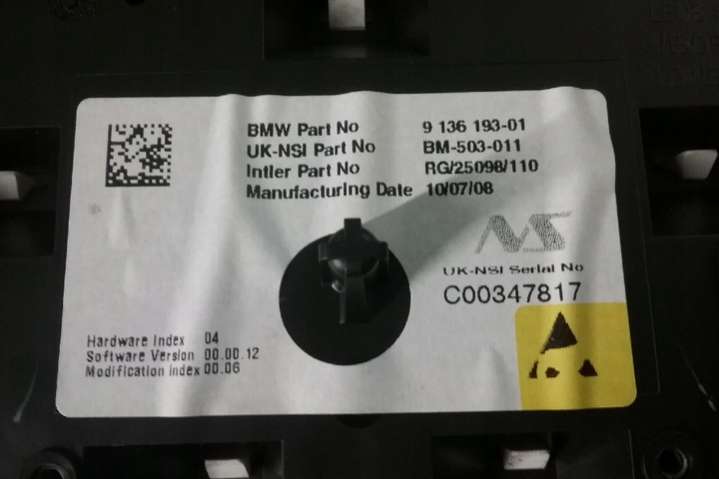 BMW Part No 9 136 193-01
UK-NSI Part No BM-503-011
Intler Part No RG/25098/110
Manufacturing Date 10/07/08
UK-NSI Serial No
C00347817
Hardware Index 04
Software Version 00.00.12
Modification Index 00.06